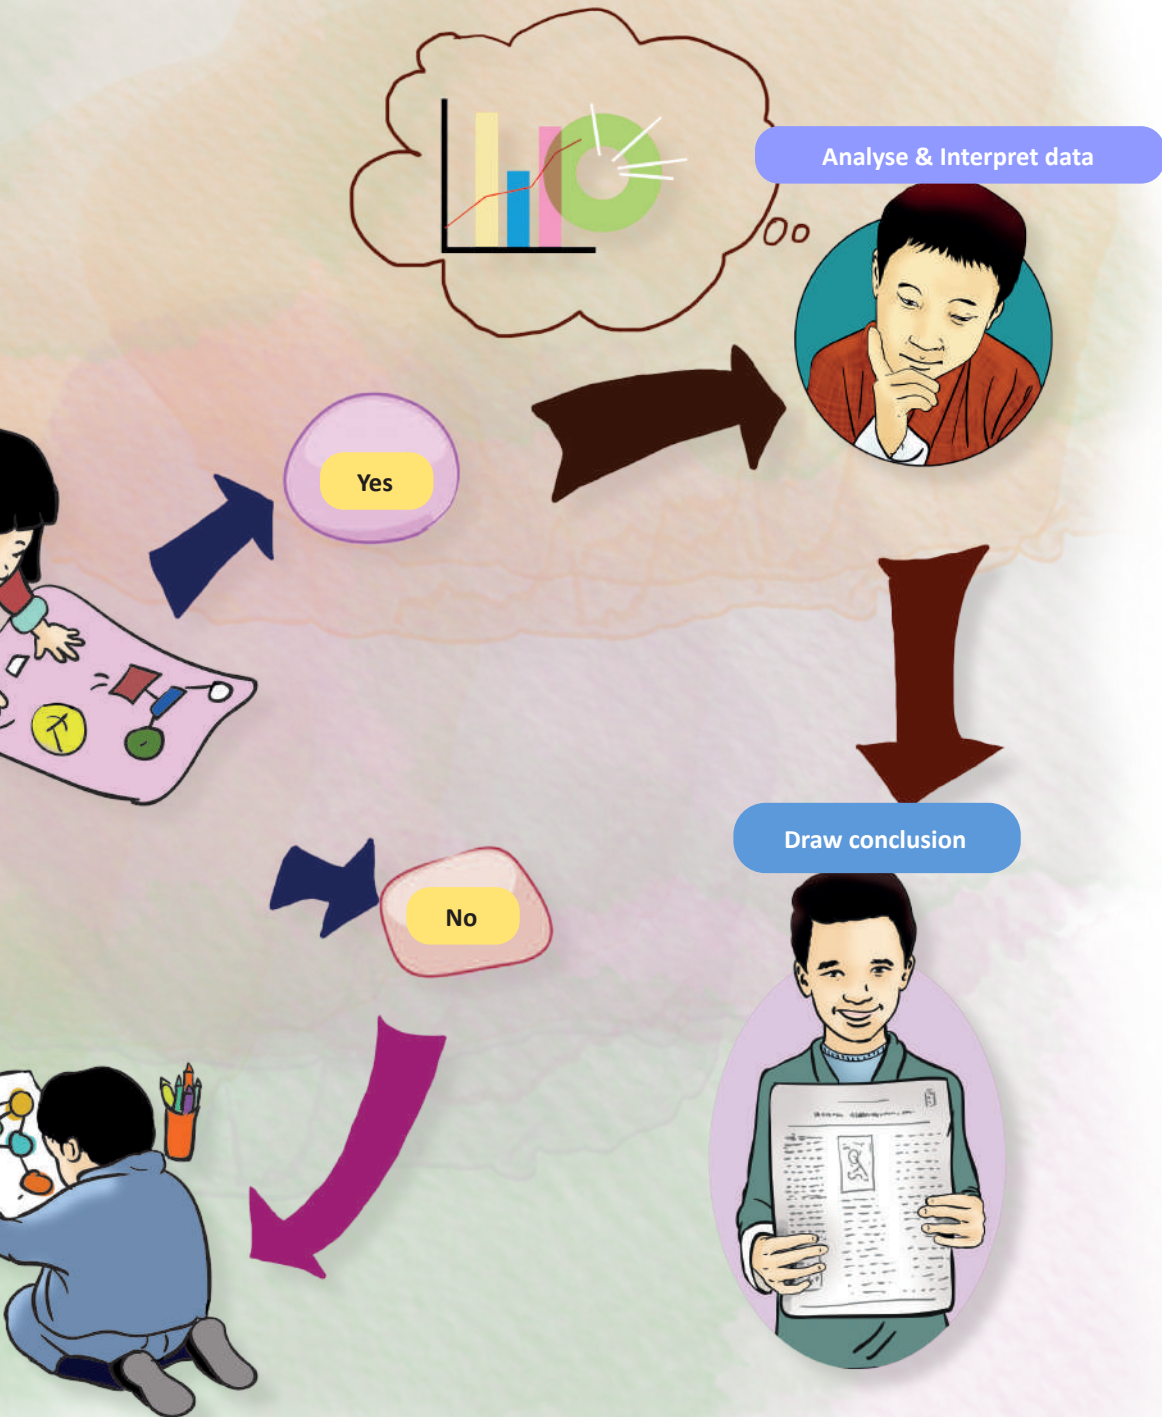 Analyse & Interpret data
Yes
Draw conclusion
No